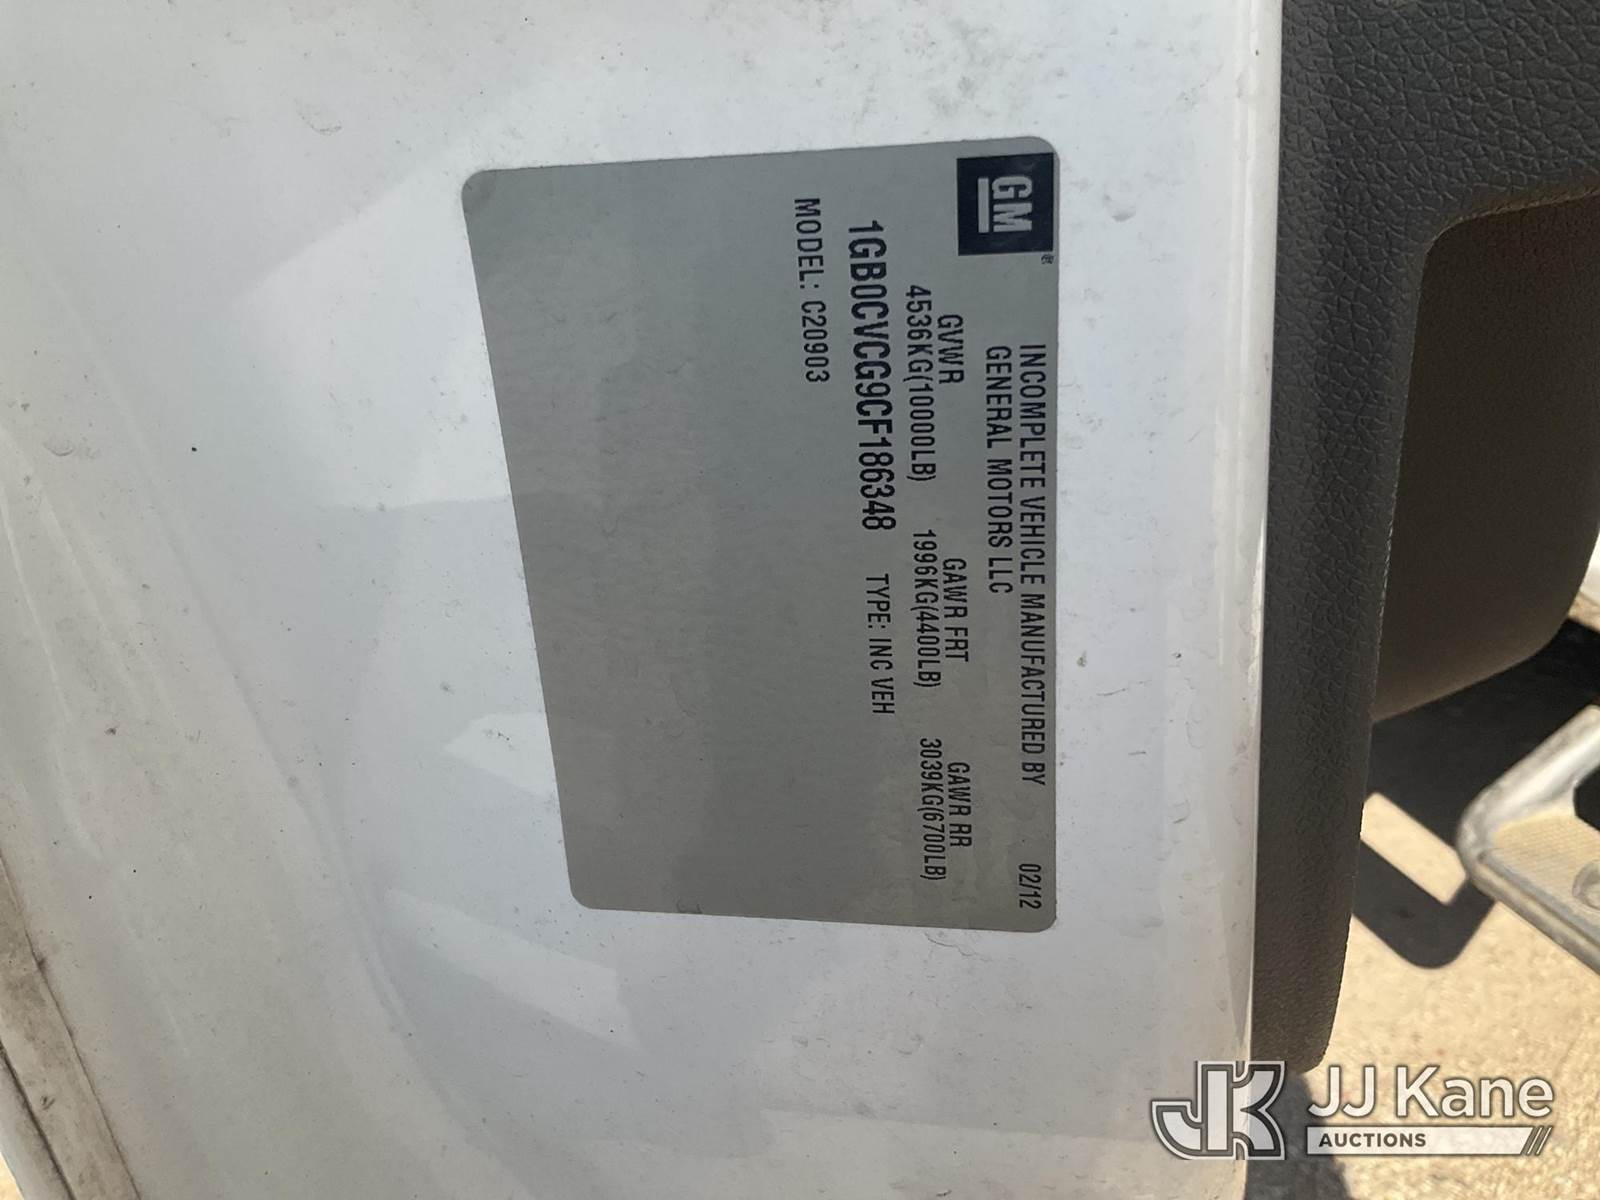 GM
INCOMPLETE VEHICLE MANUFACTURED BY 02/12
GENERAL MOTORS LLC
GVWR GAWR FRT GAWR RR
4536KG(10000LB) 1996KG(4400LB) 3039KG(6700LB)
1GB0CVCG9CF186348 TYPE: INC VEH
MODEL: C20903
JK JJ Kane
AUCTIONS